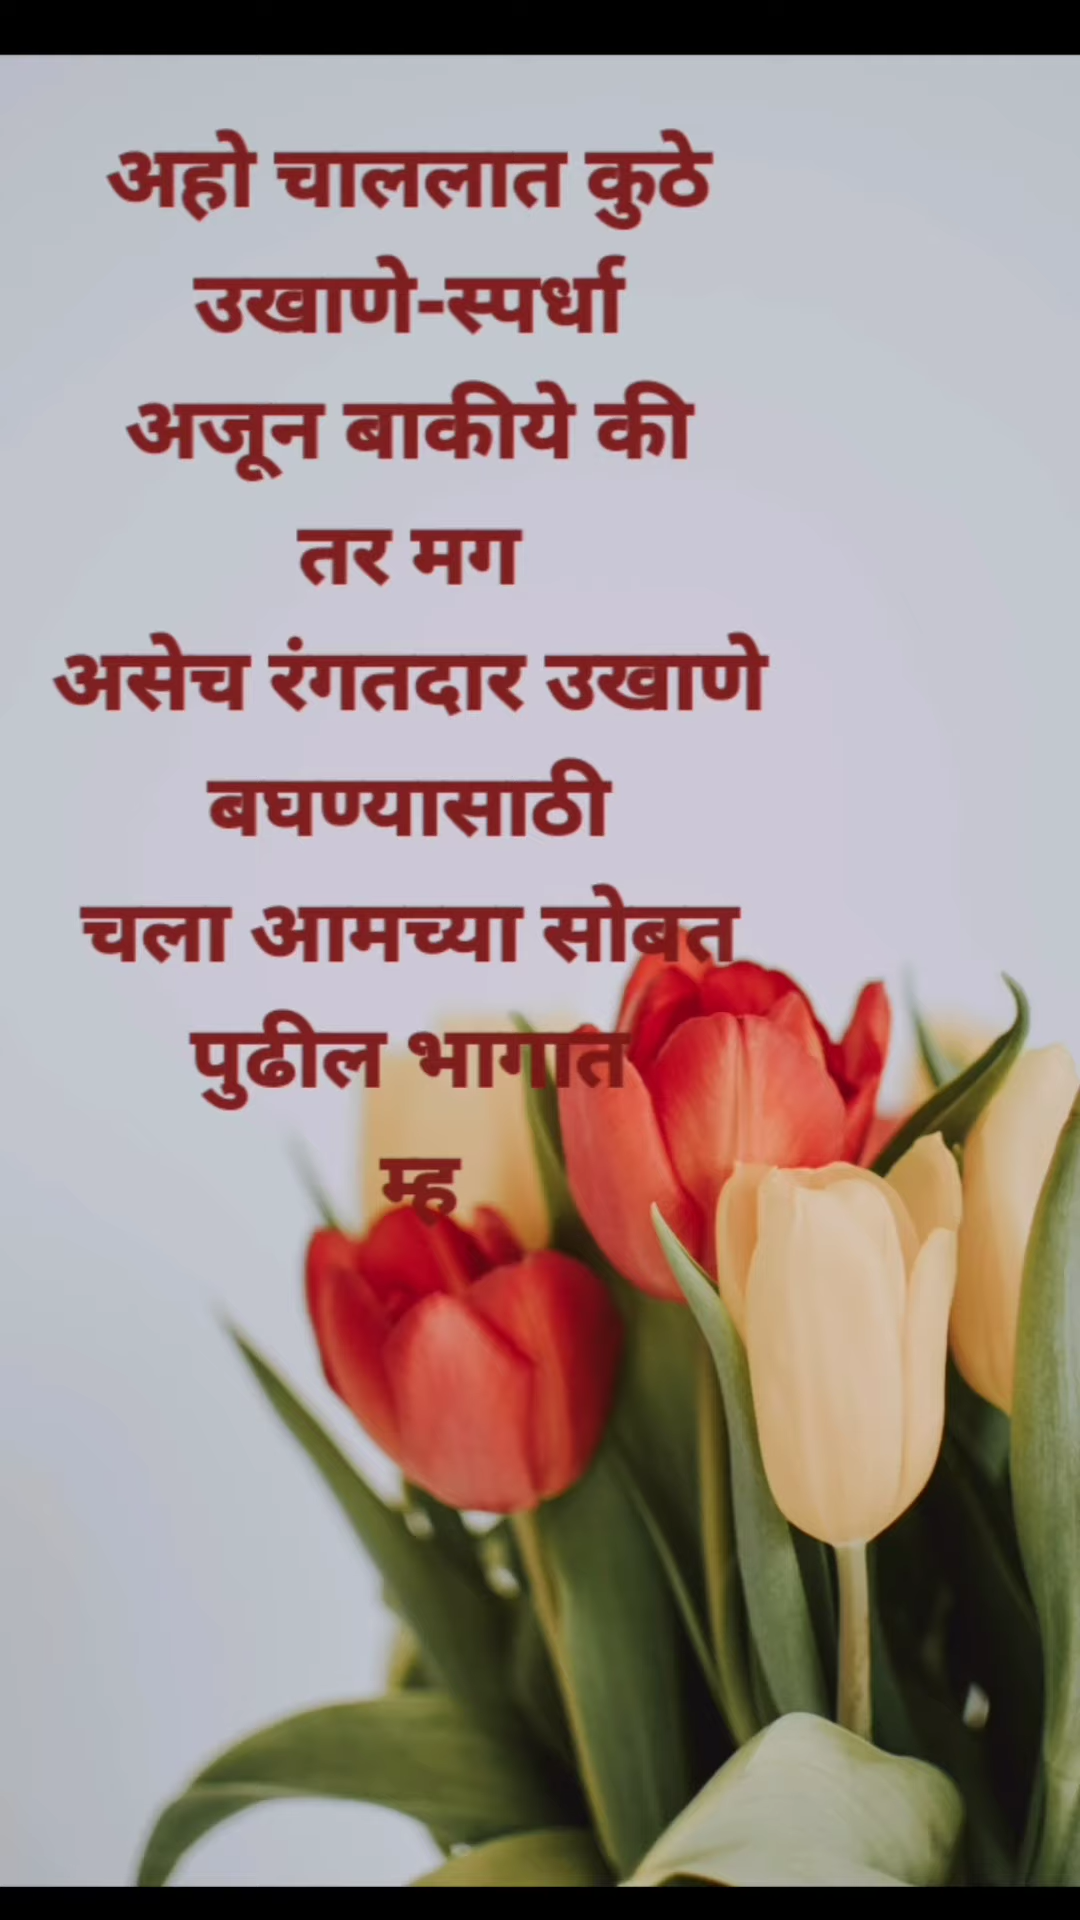 अहो चाललात कुठे
उखाणे-स्पर्धा
अजून बाकीये की
तर मग
असेच रंगतदार उखाणे
बघण्यासाठी
चला आमच्या सोबत
पुढील भागात
म्ह